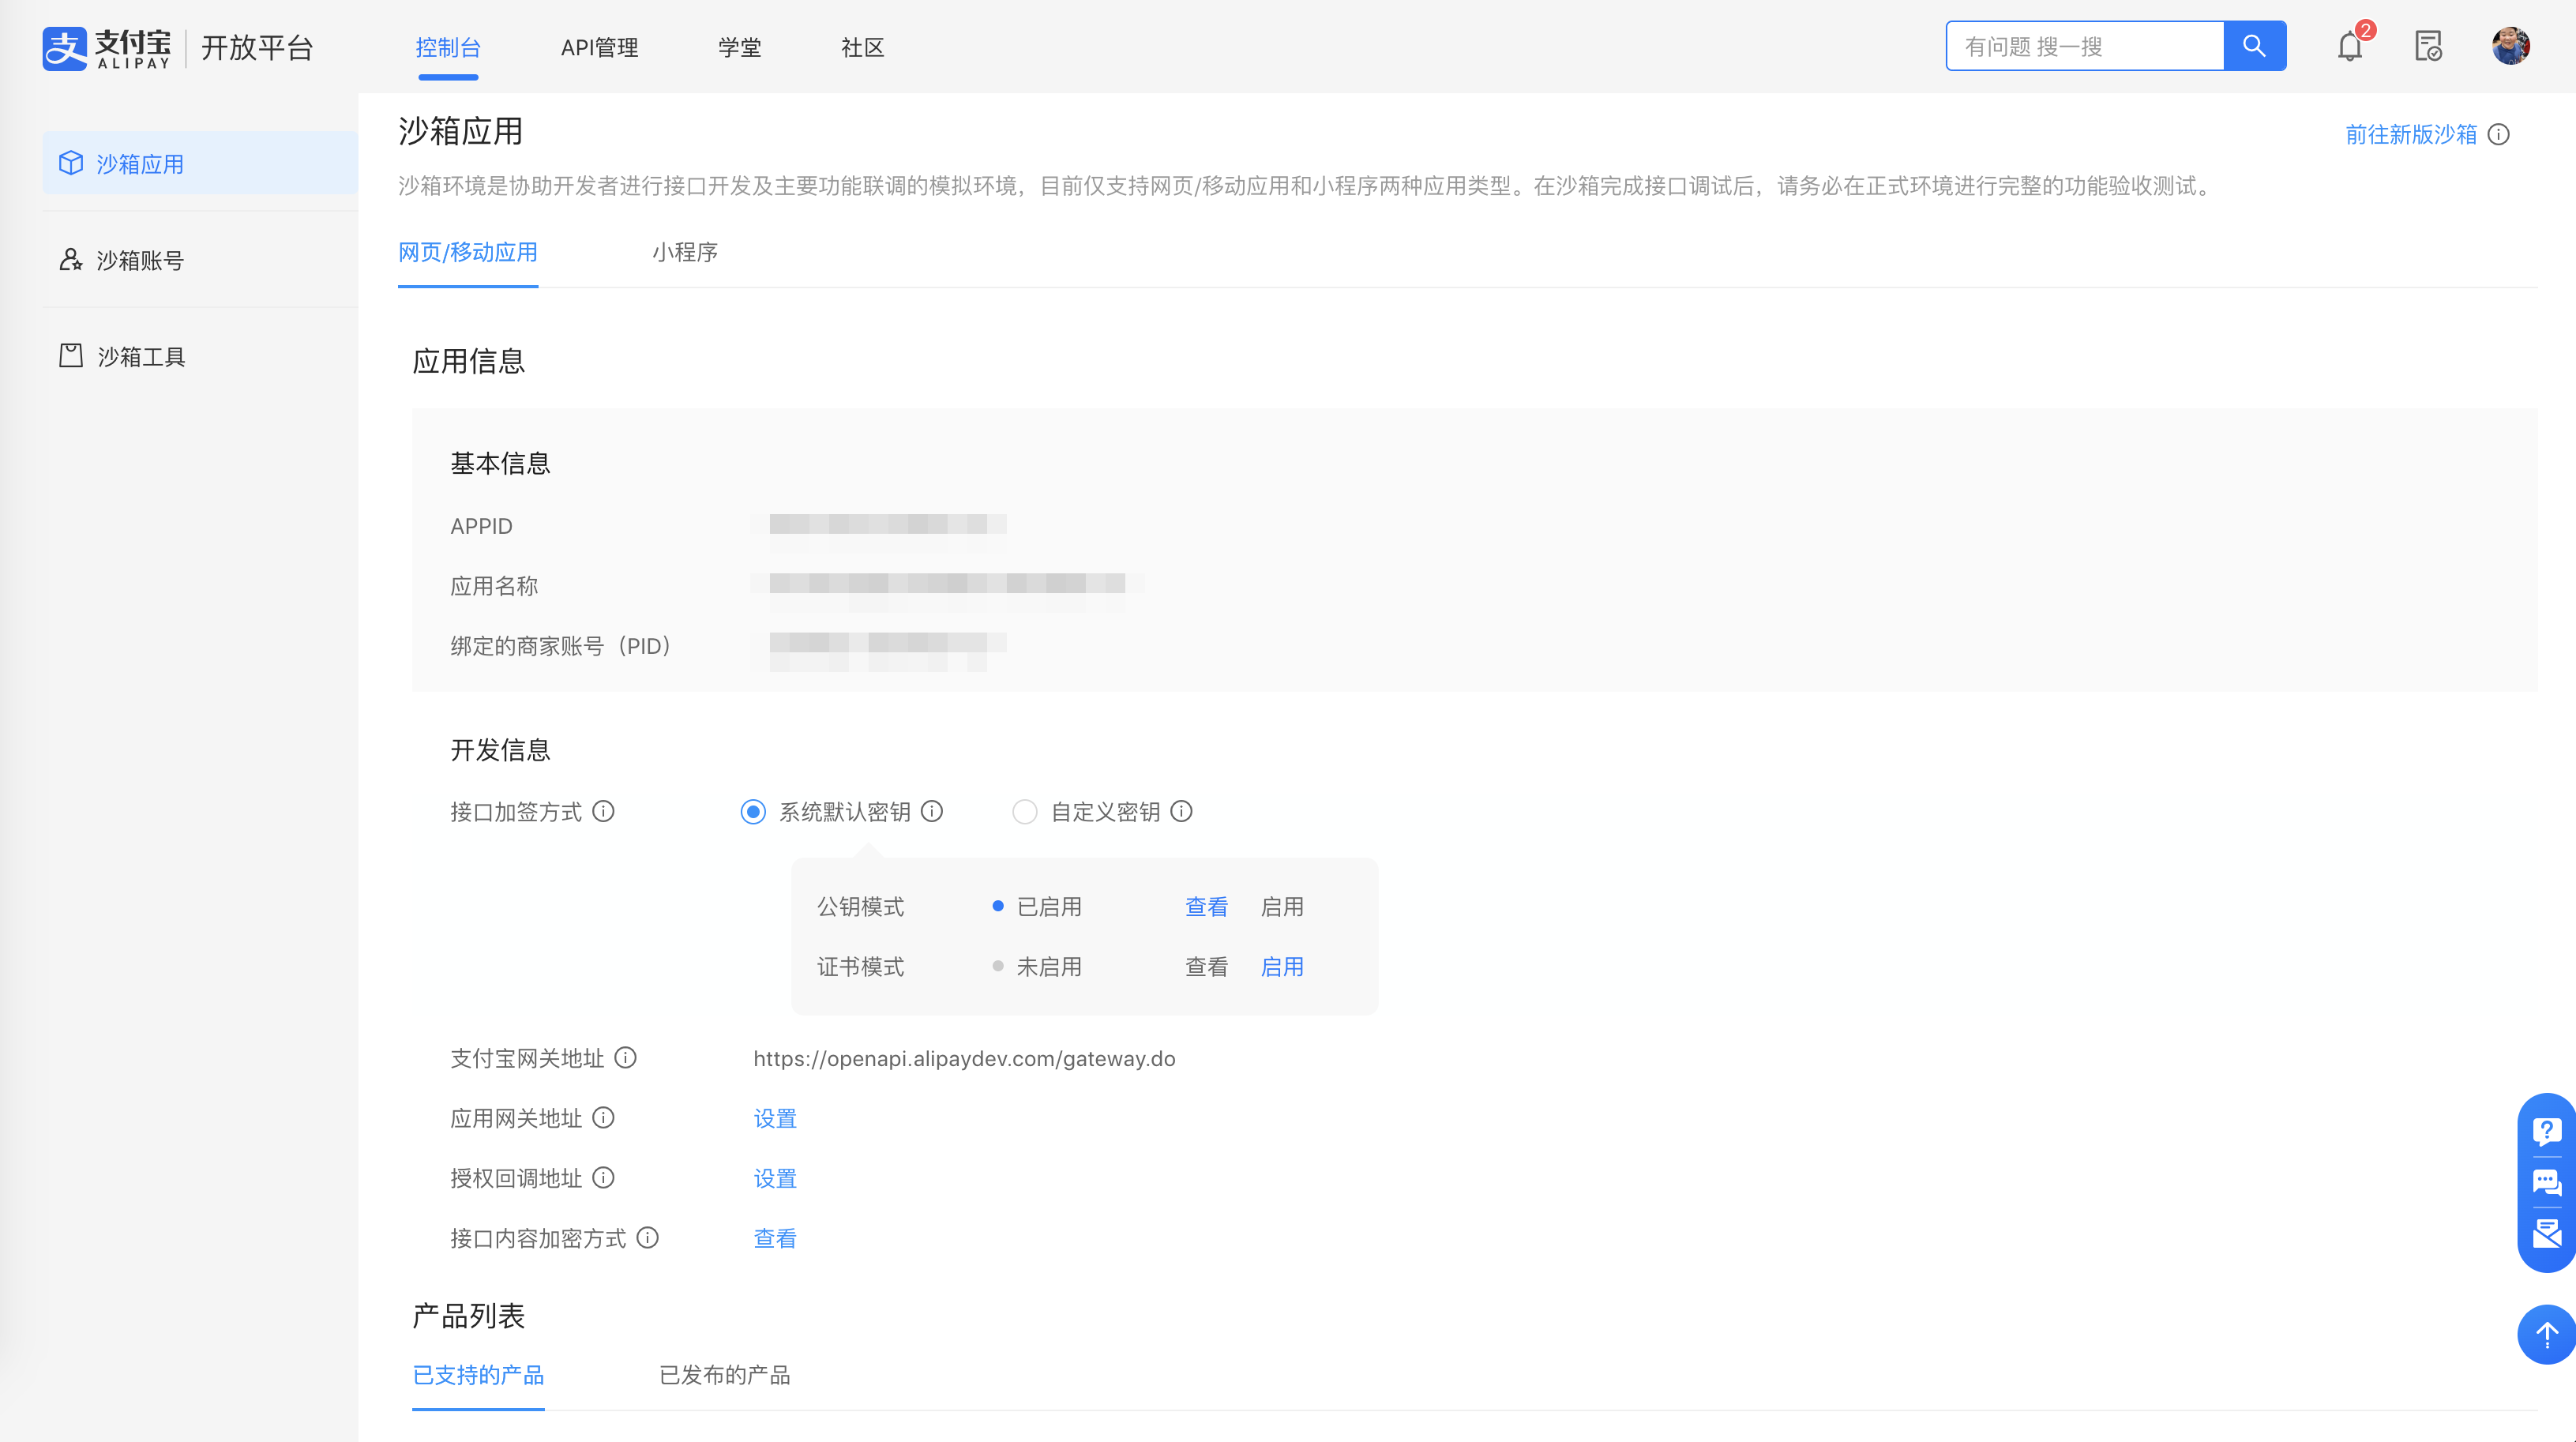 支付宝 ALIPAY 开放平台 控制台 API管理 学堂 社区 有问题 搜一搜 2
沙箱应用
沙箱账号
沙箱工具
沙箱应用 前往新版沙箱
沙箱环境是协助开发者进行接口开发及主要功能联调的模拟环境，目前仅支持网页/移动应用和小程序两种应用类型。在沙箱完成接口调试后，请务必在正式环境进行完整的功能验收测试。
网页/移动应用 小程序
应用信息
基本信息
APPID
应用名称
绑定的商家账号（PID）
开发信息
接口加签方式 系统默认密钥 自定义密钥
公钥模式 已启用 查看 启用
证书模式 未启用 查看 启用
支付宝网关地址 https://openapi.alipaydev.com/gateway.do
应用网关地址 设置
授权回调地址 设置
接口内容加密方式 查看
产品列表
已支持的产品 已发布的产品